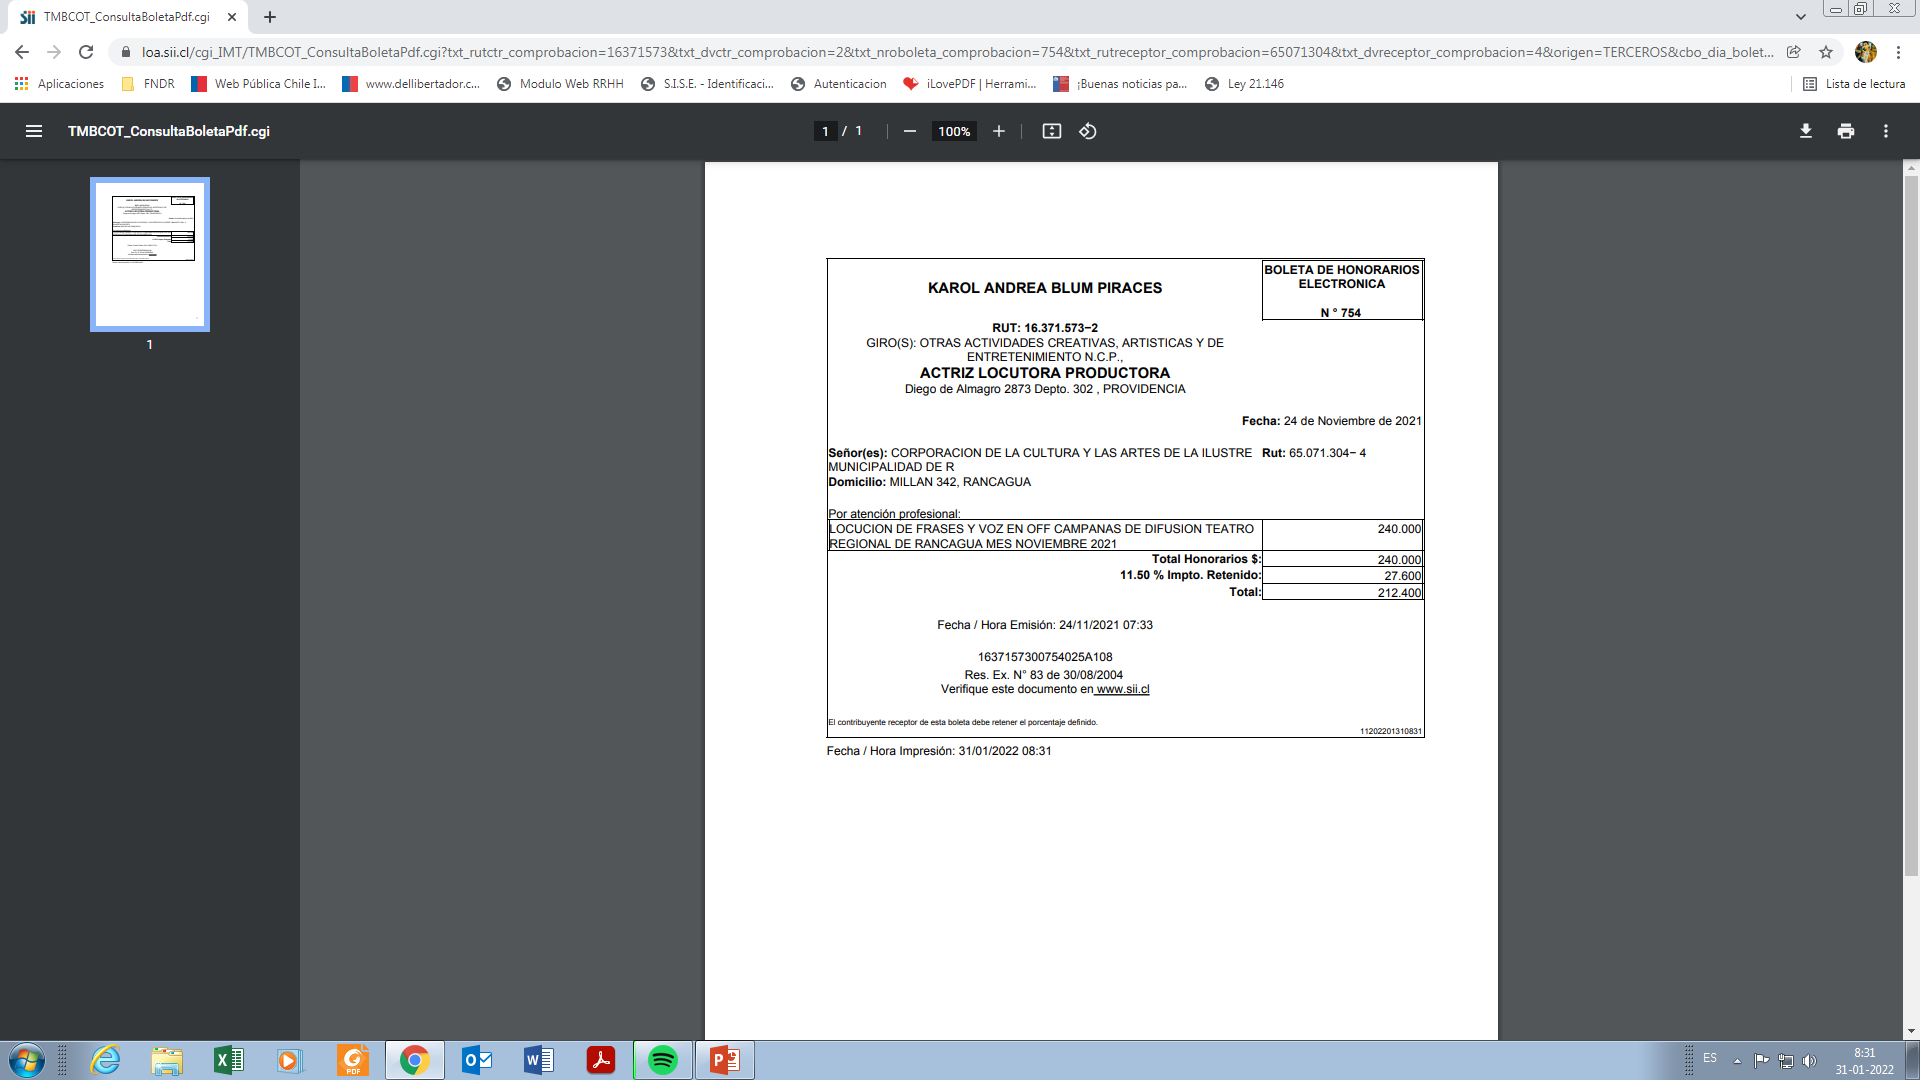 TMBCOT_ConsultaBoletaPdf.cgi
loa.sii.cl/cgi_IMT/TMBCOT_ConsultaBoletaPdf.cgi?txt_rutctr_comprobacion=16371573&txt_dvctr_comprobacion=2&txt_nroboleta_comprobacion=754&txt_rutreceptor_comprobacion=65071304&txt_dvreceptor_comprobacion=4&origen=TERCEROS&cbo_dia_bolet...
Aplicaciones FNDR Web Pública Chile I... www.dellibertador.c... Modulo Web RRHH S.I.S.E. - Identificaci... Autenticacion iLovePDF | Herrami... ¡Buenas noticias pa... Ley 21.146 Lista de lectura
TMBCOT_ConsultaBoletaPdf.cgi 1 / 1 100%
1
BOLETA DE HONORARIOS
ELECTRONICA
N ° 754
KAROL ANDREA BLUM PIRACES
RUT: 16.371.573−2
GIRO(S): OTRAS ACTIVIDADES CREATIVAS, ARTISTICAS Y DE
ENTRETENIMIENTO N.C.P.,
ACTRIZ LOCUTORA PRODUCTORA
Diego de Almagro 2873 Depto. 302 , PROVIDENCIA
Fecha: 24 de Noviembre de 2021
Señor(es): CORPORACION DE LA CULTURA Y LAS ARTES DE LA ILUSTRE Rut: 65.071.304− 4
MUNICIPALIDAD DE R
Domicilio: MILLAN 342, RANCAGUA
Por atención profesional:
LOCUCION DE FRASES Y VOZ EN OFF CAMPANAS DE DIFUSION TEATRO 240.000
REGIONAL DE RANCAGUA MES NOVIEMBRE 2021
Total Honorarios $: 240.000
11.50 % Impto. Retenido: 27.600
Total: 212.400
Fecha / Hora Emisión: 24/11/2021 07:33
1637157300754025A108
Res. Ex. N° 83 de 30/08/2004
Verifique este documento en www.sii.cl
El contribuyente receptor de esta boleta debe retener el porcentaje definido.
11202201310831
Fecha / Hora Impresión: 31/01/2022 08:31
ES
8:31
31-01-2022